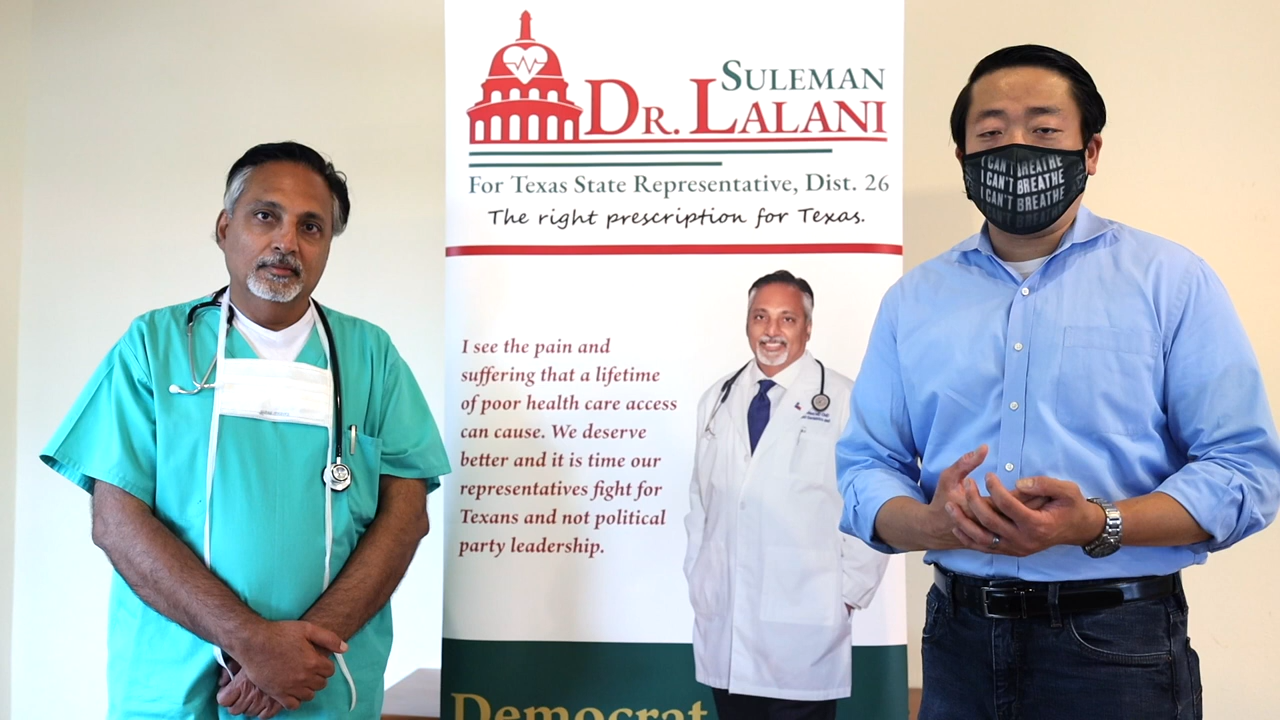 SULEMAN
DR. LALANI
For Texas State Representative, Dist. 26
The right prescription for Texas.
I see the pain and
suffering that a lifetime
of poor health care access
can cause. We deserve
better and it is time our
representatives fight for
Texans and not political
party leadership.
Democrat
I CAN'T BREATHE
I CAN'T BREATHE
I CAN'T BREATHE